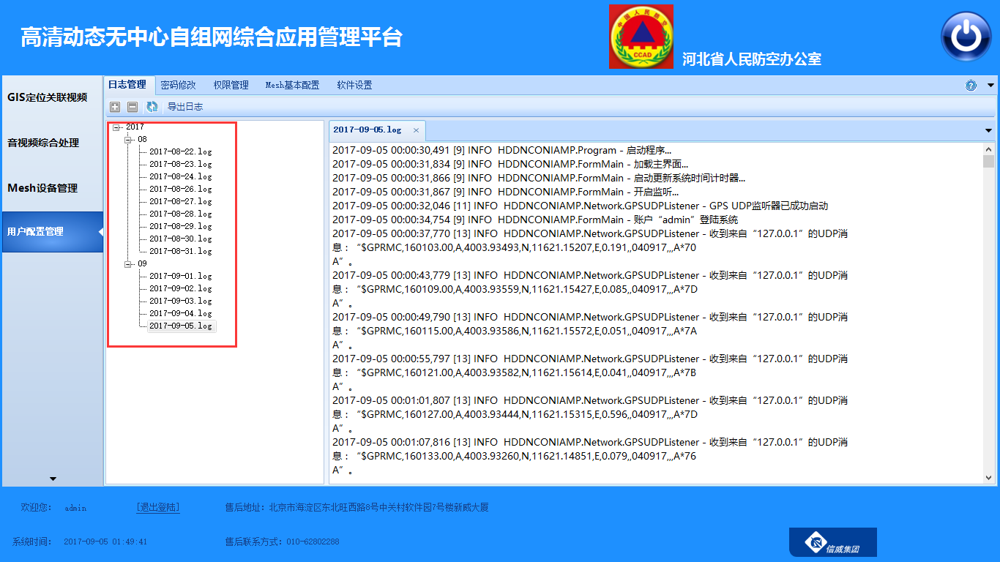 高清动态无中心自组网综合应用管理平台
中国人民防空
CCAD
河北省人民防空办公室
GIS定位关联视频
音视频综合处理
Mesh设备管理
用户配置管理
日志管理 密码修改 权限管理 Mesh基本配置 软件设置
导出日志
2017
08
2017-08-22.log
2017-08-23.log
2017-08-24.log
2017-08-26.log
2017-08-27.log
2017-08-28.log
2017-08-29.log
2017-08-30.log
2017-08-31.log
09
2017-09-01.log
2017-09-02.log
2017-09-03.log
2017-09-04.log
2017-09-05.log
2017-09-05.log
2017-09-05 00:00:30,491 [9] INFO HDDNCONIAMP.Program - 启动程序...
2017-09-05 00:00:31,834 [9] INFO HDDNCONIAMP.FormMain - 加载主界面...
2017-09-05 00:00:31,866 [9] INFO HDDNCONIAMP.FormMain - 启动更新系统时间计时器...
2017-09-05 00:00:31,867 [9] INFO HDDNCONIAMP.FormMain - 开启监听...
2017-09-05 00:00:32,046 [11] INFO HDDNCONIAMP.Network.GPSUDPListener - GPS UDP监听器已成功启动
2017-09-05 00:00:34,754 [9] INFO HDDNCONIAMP.FormMain - 账户“admin”登陆系统
2017-09-05 00:00:37,770 [13] INFO HDDNCONIAMP.Network.GPSUDPListener - 收到来自“127.0.0.1”的UDP消
息：“$GPRMC,160103.00,A,4003.93493,N,11621.15207,E,0.191,,040917,,,A*70
A”。
2017-09-05 00:00:43,779 [13] INFO HDDNCONIAMP.Network.GPSUDPListener - 收到来自“127.0.0.1”的UDP消
息：“$GPRMC,160109.00,A,4003.93559,N,11621.15427,E,0.085,,040917,,,A*7D
A”。
2017-09-05 00:00:49,790 [13] INFO HDDNCONIAMP.Network.GPSUDPListener - 收到来自“127.0.0.1”的UDP消
息：“$GPRMC,160115.00,A,4003.93586,N,11621.15572,E,0.051,,040917,,,A*7A
A”。
2017-09-05 00:00:55,797 [13] INFO HDDNCONIAMP.Network.GPSUDPListener - 收到来自“127.0.0.1”的UDP消
息：“$GPRMC,160121.00,A,4003.93582,N,11621.15614,E,0.041,,040917,,,A*7B
A”。
2017-09-05 00:01:01,807 [13] INFO HDDNCONIAMP.Network.GPSUDPListener - 收到来自“127.0.0.1”的UDP消
息：“$GPRMC,160127.00,A,4003.93444,N,11621.15315,E,0.596,,040917,,,A*7D
A”。
2017-09-05 00:01:07,816 [13] INFO HDDNCONIAMP.Network.GPSUDPListener - 收到来自“127.0.0.1”的UDP消
息：“$GPRMC,160133.00,A,4003.93260,N,11621.14851,E,0.079,,040917,,,A*76
A”。
欢迎您： admin [退出登陆] 售后地址：北京市海淀区东北旺西路8号中关村软件园7号楼新威大厦
系统时间： 2017-09-05 01:49:41 售后联系方式：010-62802288
信威集团